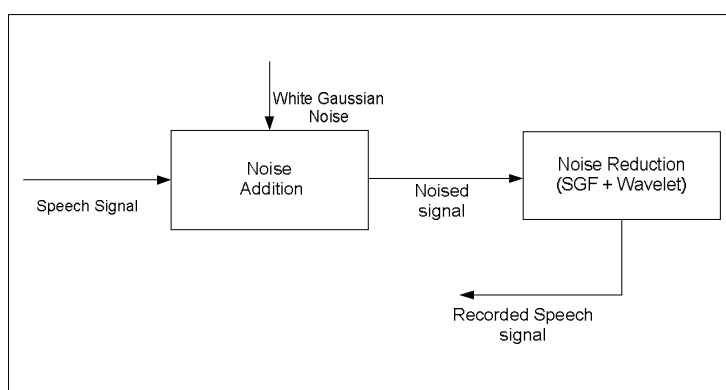 White Gaussian
Noise
Noise
Addition
Speech Signal
Noised
signal
Noise Reduction
(SGF + Wavelet)
Recorded Speech
signal